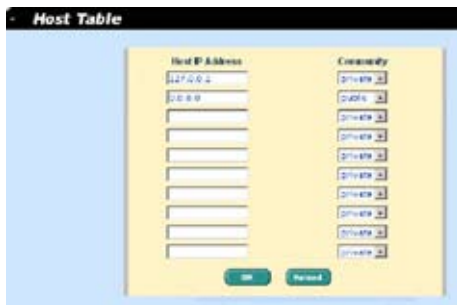 Host Table
Host IP Address Community
127.0.0.1 private
0.0.0.0 public
private
private
private
private
private
private
private
private
OK